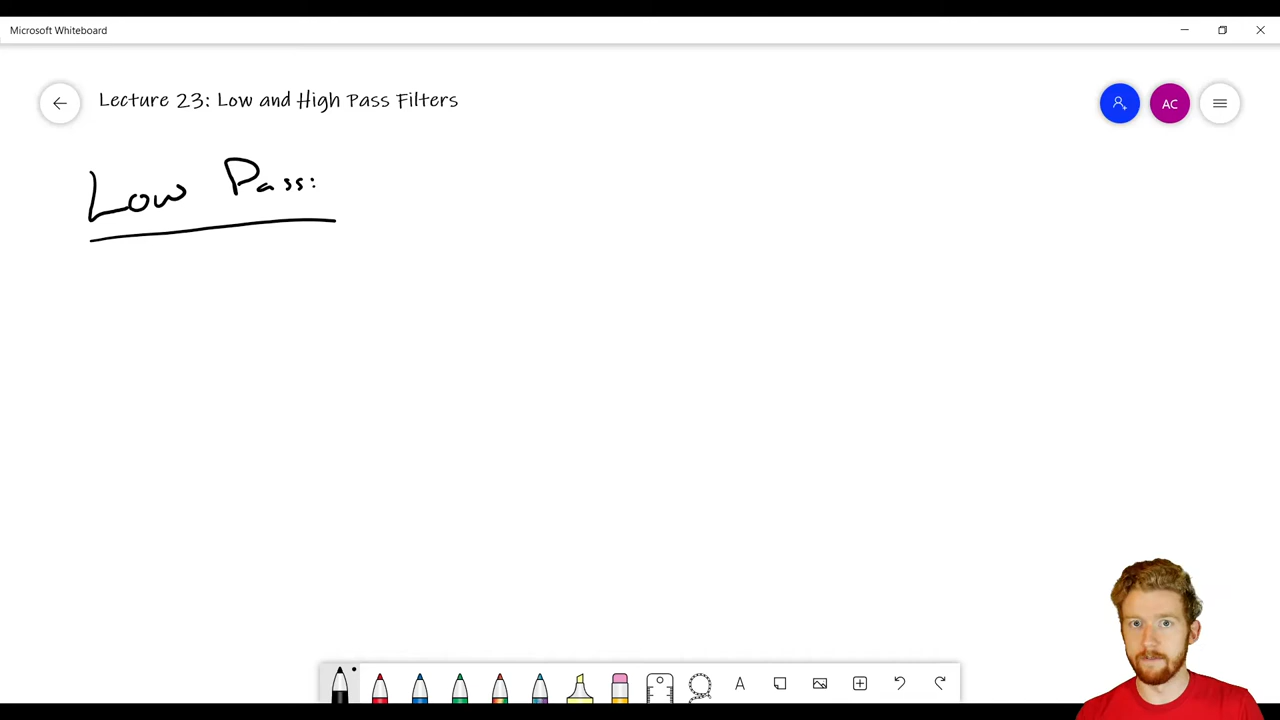 Microsoft Whiteboard
Lecture 23: Low and High Pass Filters
AC
Low Pass:
A